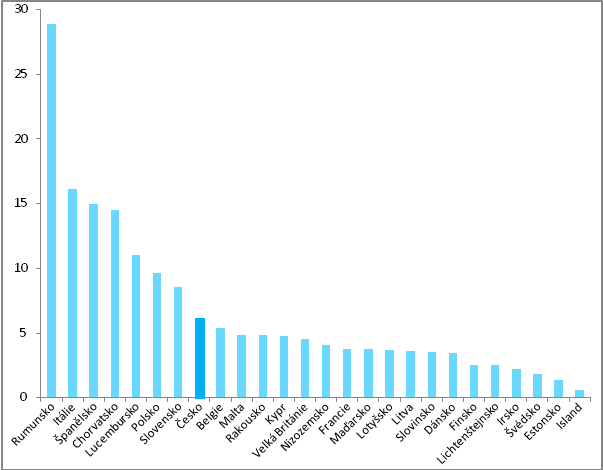 30
25
20
15
10
5
0
Rumunsko
Itálie
Španělsko
Chorvatsko
Lucembursko
Polsko
Slovensko
Česko
Belgie
Malta
Rakousko
Kypr
Velká Británie
Nizozemsko
Francie
Maďarsko
Lotyšsko
Litva
Slovinsko
Dánsko
Finsko
Lichtenštejnsko
Irsko
Švédsko
Estonsko
Island